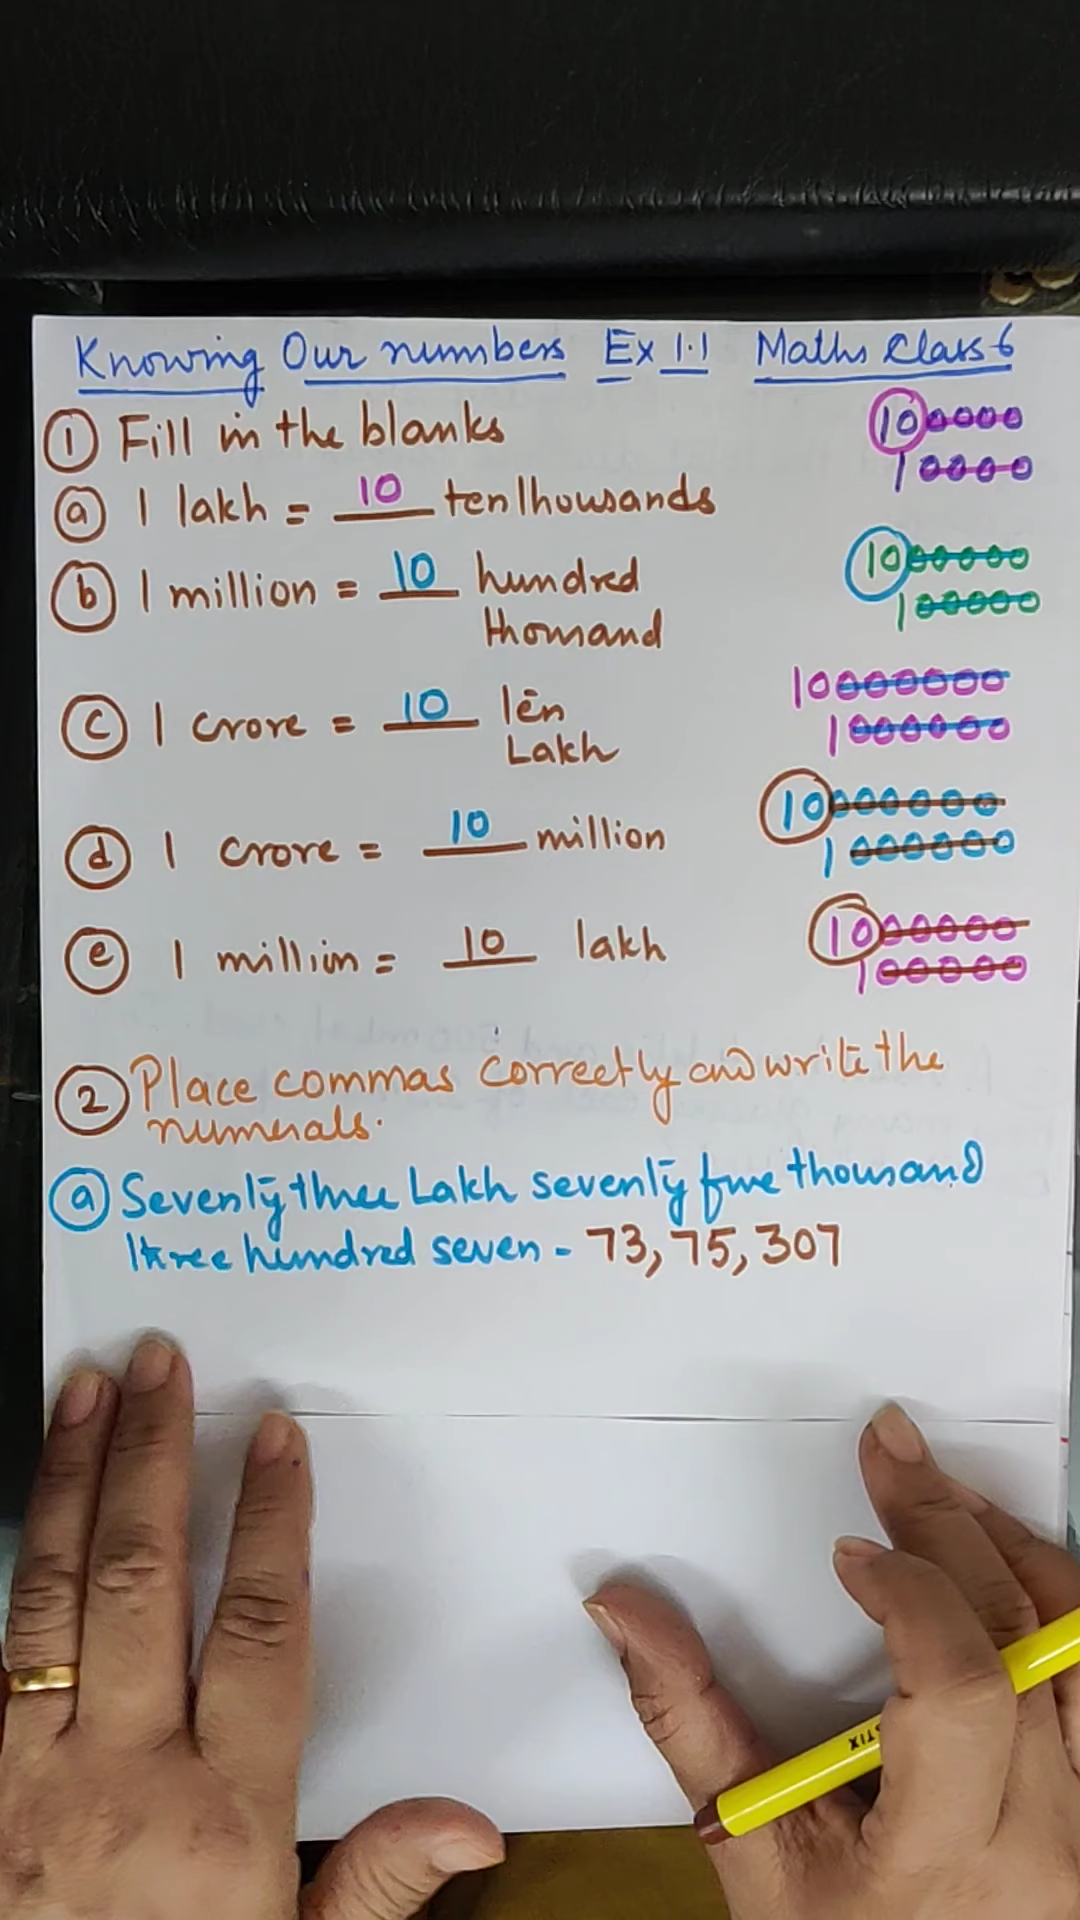 Knowing Our numbers Ex 1.1 Maths Class 6
① Fill in the blanks
100000
10000
ⓐ 1 lakh = 10 ten thousands
ⓑ 1 million = 10 hundred
thousand
1000000
100000
ⓒ 1 crore = 10 ten
Lakh
10000000
1000000
ⓓ 1 crore = 10 million
10000000
1000000
ⓔ 1 million = 10 lakh
1000000
100000
② Place commas correctly and write the
numerals.
ⓐ Seventy three Lakh seventy five thousand
three hundred seven - 73,75,307
STIX